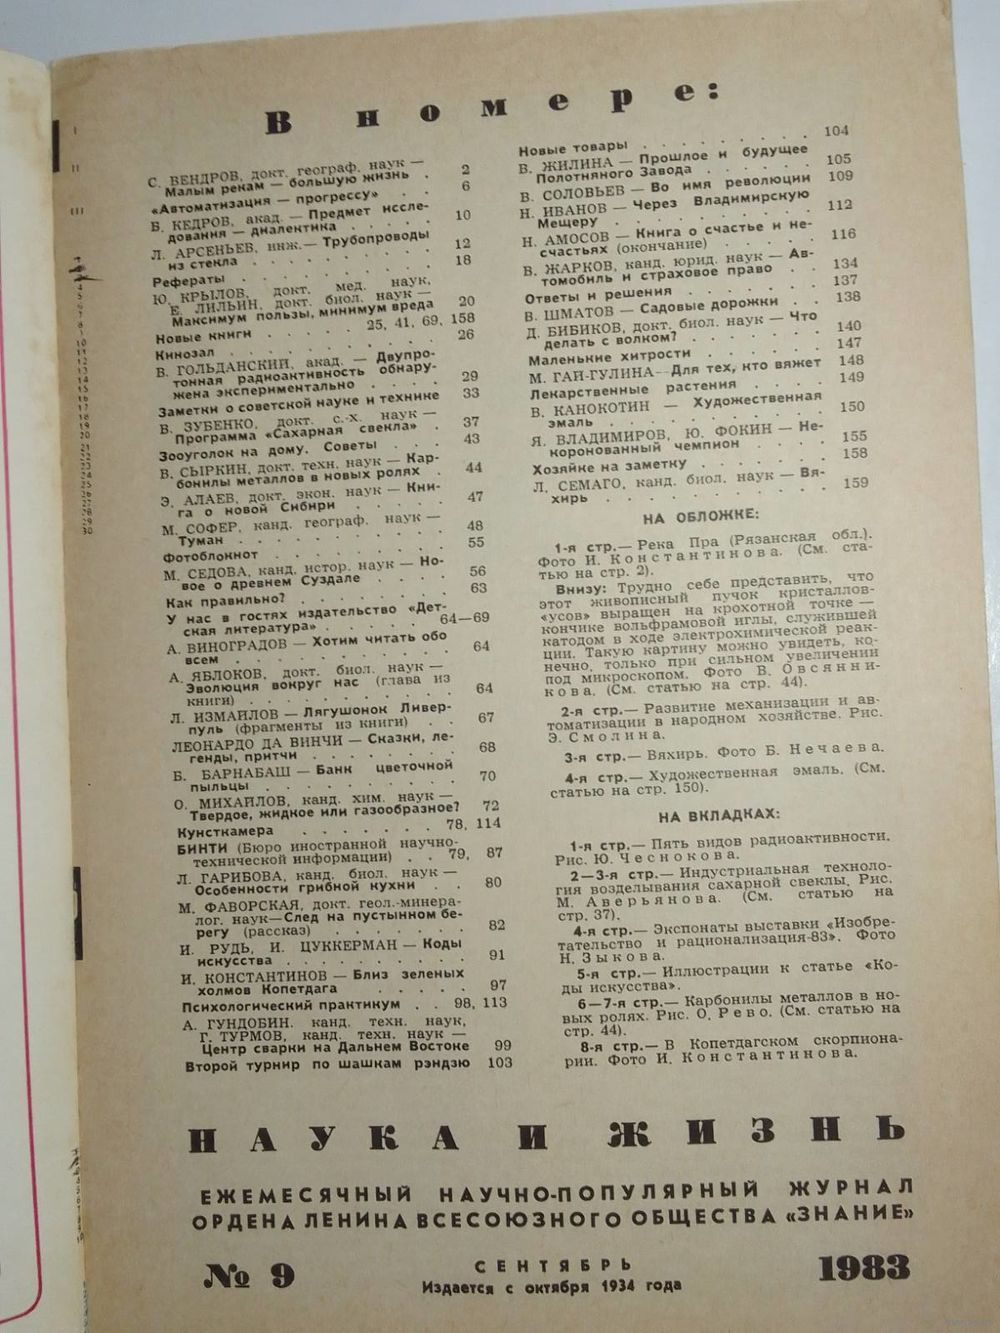 В номере:
С. ВЕНДРОВ, докт. географ. наук —
Малым рекам — большую жизнь . 2
«Автоматизация — прогрессу» . . 6
Б. КЕДРОВ, акад. — Предмет иссле-
дования — диалектика . . . . 10
Л. АРСЕНЬЕВ, инж.— Трубопроводы
из стекла . . . . . . . . 12
Рефераты . . . . . . . . . 18
Ю. КРЫЛОВ, докт. мед. наук,
Е. ЛИЛЬИН, докт. биол. наук —
Максимум пользы, минимум вреда 20
Новые книги . . . . 25, 41, 69, 158
Кинозал . . . . . . . . . 26
В. ГОЛЬДАНСКИЙ, акад. — Двупро-
тонная радиоактивность обнару-
жена экспериментально . . . . 29
Заметки о советской науке и технике 33
В. ЗУБЕНКО, докт. с.-х. наук —
Программа «Сахарная свекла» . 37
Зооуголок на дому. Советы . . . 43
В. СЫРКИН, докт. техн. наук — Кар-
бонилы металлов в новых ролях . 44
Э. АЛАЕВ, докт. экон. наук — Кни-
га о новой Сибири . . . . 47
М. СОФЕР, канд. географ. наук —
Туман . . . . . . . . . 48
Фотоблокнот . . . . . . . . 55
М. СЕДОВА, канд. истор. наук — Но-
вое о древнем Суздале . . . . 56
Как правильно? . . . . . . . 63
У нас в гостях издательство «Дет-
ская литература» . . . . . 64—69
А. ВИНОГРАДОВ — Хотим читать обо
всем . . . . . . . . . 64
А. ЯБЛОКОВ, докт. биол. наук —
Эволюция вокруг нас (глава из
книги) . . . . . . . . . 64
Л. ИЗМАИЛОВ — Лягушонок Ливер-
пуль (фрагменты из книги) . . 67
ЛЕОНАРДО ДА ВИНЧИ — Сказки, ле-
генды, притчи . . . . . . . 68
Б. БАРНАБАШ — Банк цветочной
пыльцы . . . . . . . . 70
О. МИХАЙЛОВ, канд. хим. наук —
Твердое, жидкое или газообразное? 72
Кунсткамера . . . . . . . 78, 114
БИНТИ (Бюро иностранной научно-
технической информации) . . 79, 87
Л. ГАРИБОВА, канд. биол. наук —
Особенности грибной кухни . . 80
М. ФАВОРСКАЯ, докт. геол.-минера-
лог. наук—След на пустынном бе-
регу (рассказ) . . . . . . . 82
И. РУДЬ, И. ЦУККЕРМАН — Коды
искусства . . . . . . . . . 91
И. КОНСТАНТИНОВ — Близ зеленых
холмов Копетдага . . . . . 97
Психологический практикум . . 98, 113
А. ГУНДОБИН. канд. техн. наук,
Г. ТУРМОВ, канд. техн. наук —
Центр сварки на Дальнем Востоке 99
Второй турнир по шашкам рэндзю 103
Новые товары . . . . . . . . 104
В. ЖИЛИНА — Прошлое и будущее
Полотняного Завода . . . . . 105
В. СОЛОВЬЕВ — Во имя революции 109
Н. ИВАНОВ — Через Владимирскую
Мещеру . . . . . . . . . 112
Н. АМОСОВ — Книга о счастье и не-
счастьях (окончание) . . . . 116
В. ЖАРКОВ, канд. юрид. наук — Ав-
томобиль и страховое право . . 134
Ответы и решения . . . . . . 137
В. ШМАТОВ — Садовые дорожки . . 138
Д. БИБИКОВ, докт. биол. наук — Что
делать с волком? . . . . . . 140
Маленькие хитрости . . . . . 147
М. ГАЙ-ГУЛИНА—Для тех, кто вяжет 148
Лекарственные растения . . . . 149
В. КАНОКОТИН — Художественная
эмаль . . . . . . . . . 150
Я. ВЛАДИМИРОВ, Ю. ФОКИН — Не-
коронованный чемпион . . . . 155
Хозяйке на заметку . . . . . . 158
Л. СЕМАГО, канд. биол. наук — Вя-
хирь . . . . . . . . . 159
НА ОБЛОЖКЕ:
1-я стр.— Река Пра (Рязанская обл.).
Фото И. Константинова. (См. ста-
тью на стр. 2).
Внизу: Трудно себе представить, что
этот живописный пучок кристаллов-
«усов» выращен на крохотной точке —
кончике вольфрамовой иглы, служившей
катодом в ходе электрохимической реак-
ции. Такую картину можно увидеть, ко-
нечно, только при сильном увеличении
под микроскопом. Фото В. Овсянни-
кова. (См. статью на стр. 44).
2-я стр.— Развитие механизации и ав-
томатизации в народном хозяйстве. Рис.
Э. Смолина.
3-я стр.— Вяхирь. Фото Б. Нечаева.
4-я стр.— Художественная эмаль. (См.
статью на стр. 150).
НА ВКЛАДКАХ:
1-я стр.— Пять видов радиоактивности.
Рис. Ю. Чеснокова.
2—3-я стр.— Индустриальная техноло-
гия возделывания сахарной свеклы. Рис.
М. Аверьянова. (См. статью на
стр. 37).
4-я стр.— Экспонаты выставки «Изобре-
тательство и рационализация-83». Фото
Н. Зыкова.
5-я стр.— Иллюстрации к статье «Ко-
ды искусства».
6—7-я стр.— Карбонилы металлов в но-
вых ролях. Рис. О. Рево. (См. статью на
стр. 44).
8-я стр.— В Копетдагском скорпиона-
рии. Фото И. Константинова.
НАУКА И ЖИЗНЬ
ЕЖЕМЕСЯЧНЫЙ НАУЧНО-ПОПУЛЯРНЫЙ ЖУРНАЛ
ОРДЕНА ЛЕНИНА ВСЕСОЮЗНОГО ОБЩЕСТВА «ЗНАНИЕ»
№ 9
СЕНТЯБРЬ
Издается с октября 1934 года
1983